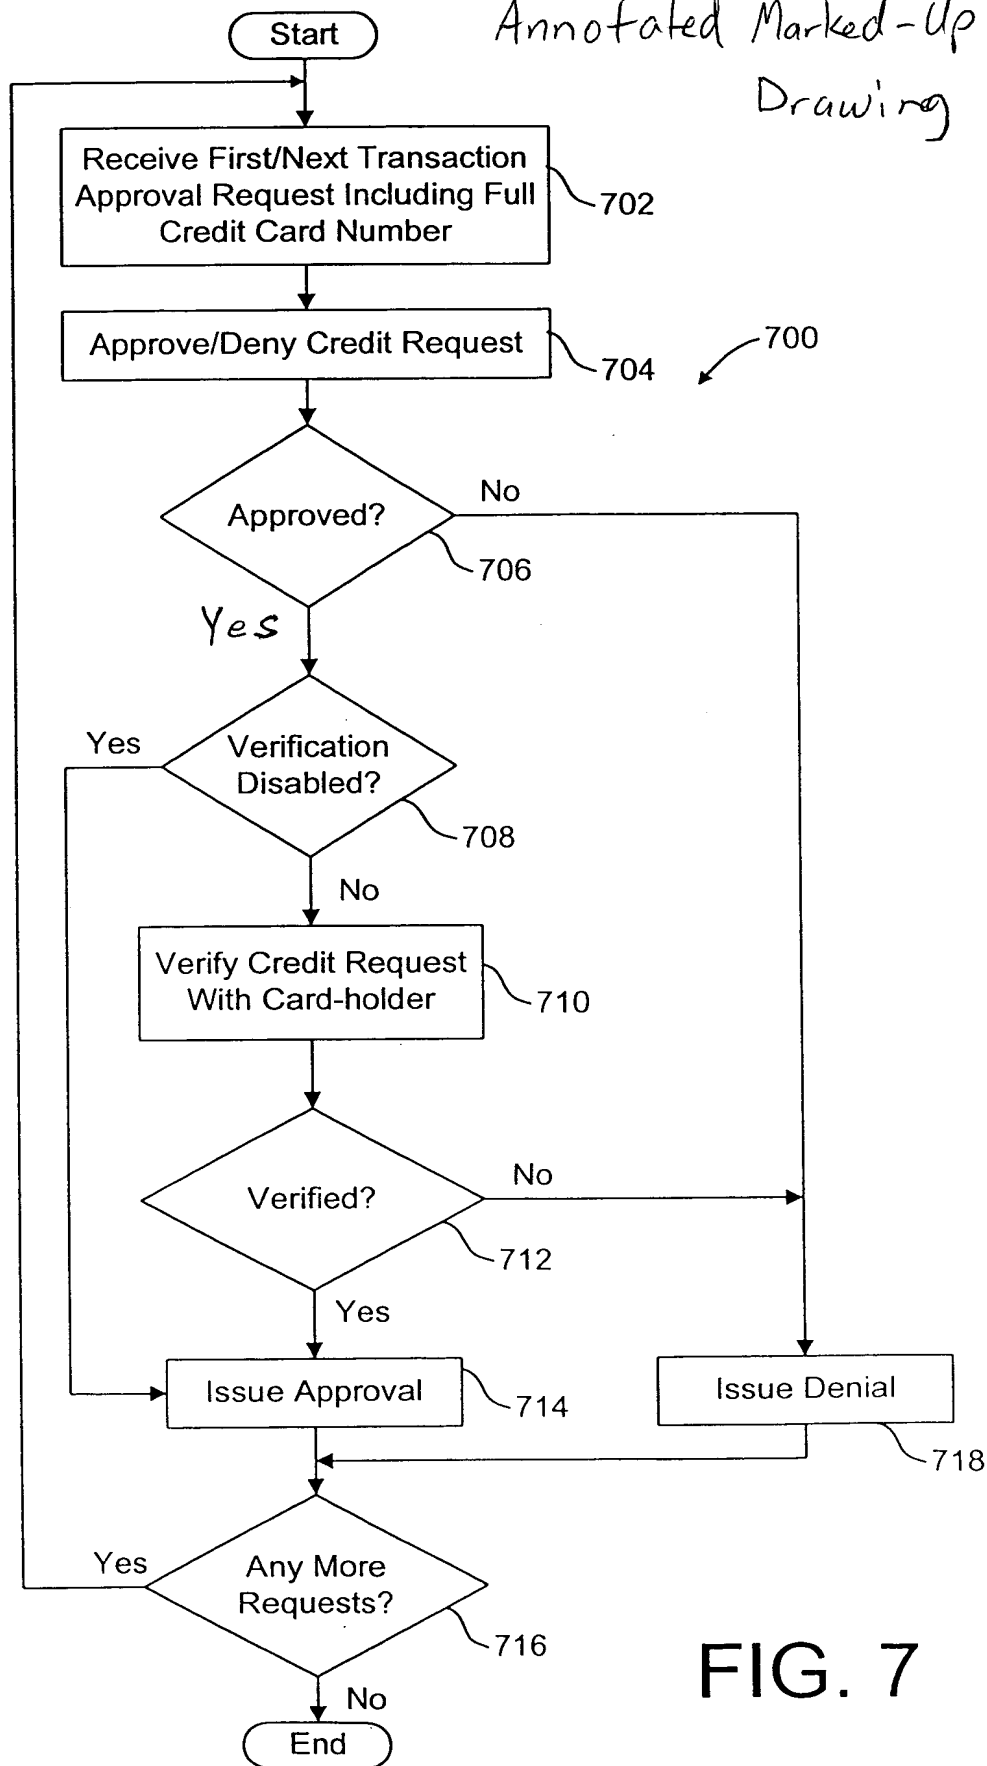 Start
Annotated Marked-Up
Drawing
Receive First/Next Transaction
Approval Request Including Full
Credit Card Number
702
Approve/Deny Credit Request
704
700
Approved?
No
706
Yes
Verification
Disabled?
Yes
708
No
Verify Credit Request
With Card-holder
710
Verified?
No
712
Yes
Issue Approval
714
Issue Denial
718
Any More
Requests?
Yes
716
No
End
FIG. 7